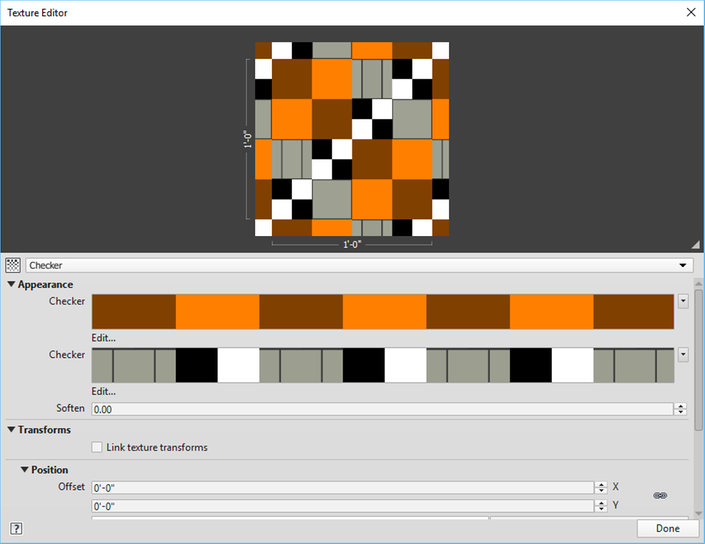 Texture Editor
1'-0"
1'-0"
Checker
Appearance
Checker
Edit...
Checker
Edit...
Soften 0.00
Transforms
Link texture transforms
Position
Offset 0'-0" X
0'-0" Y
? Done